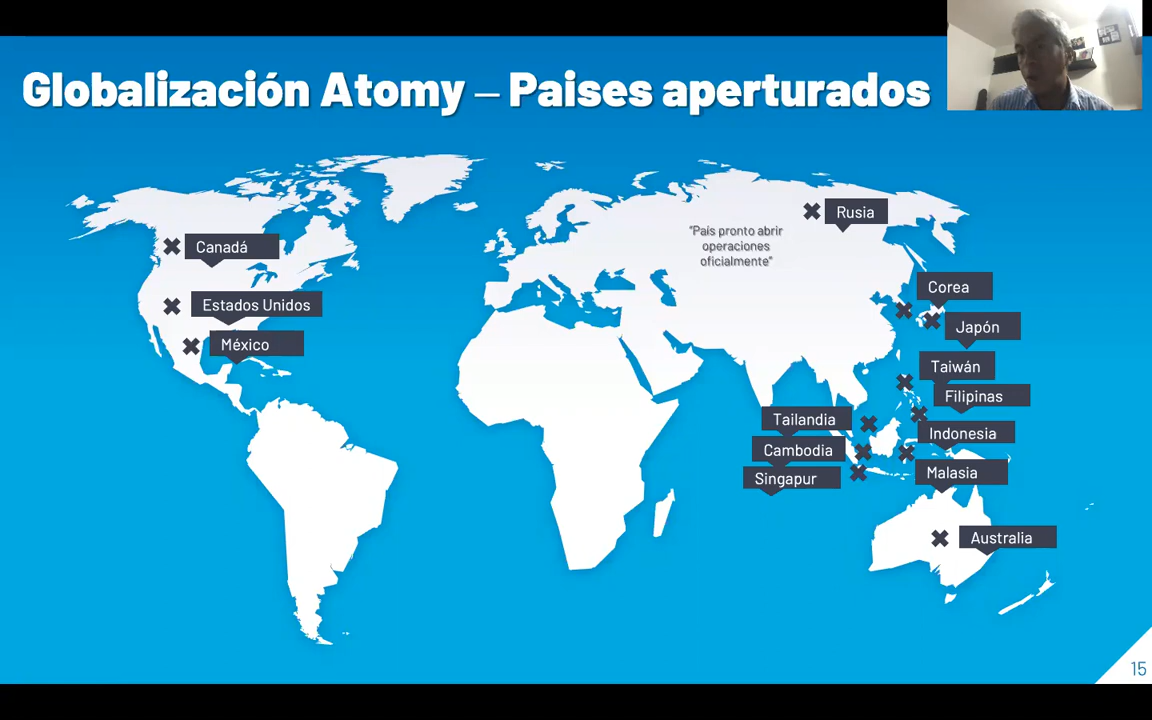 Globalización Atomy – Paises aperturados
Rusia
"País pronto abrir
operaciones
oficialmente"
Canadá
Estados Unidos
México
Corea
Japón
Taiwán
Filipinas
Tailandia
Indonesia
Cambodia
Malasia
Singapur
Australia
15